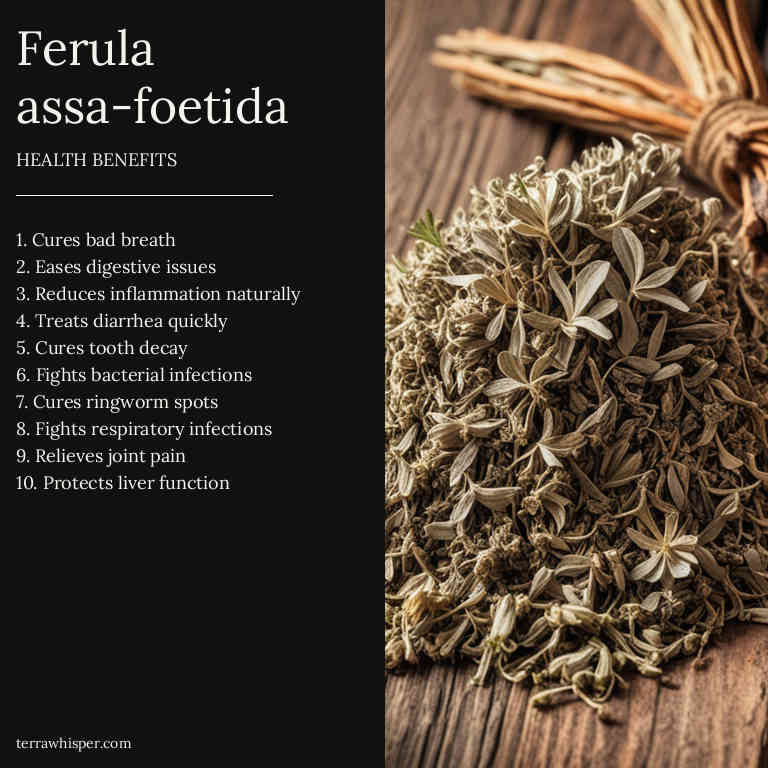 Ferula
assa-foetida
HEALTH BENEFITS
1. Cures bad breath
2. Eases digestive issues
3. Reduces inflammation naturally
4. Treats diarrhea quickly
5. Cures tooth decay
6. Fights bacterial infections
7. Cures ringworm spots
8. Fights respiratory infections
9. Relieves joint pain
10. Protects liver function
terrawhisper.com